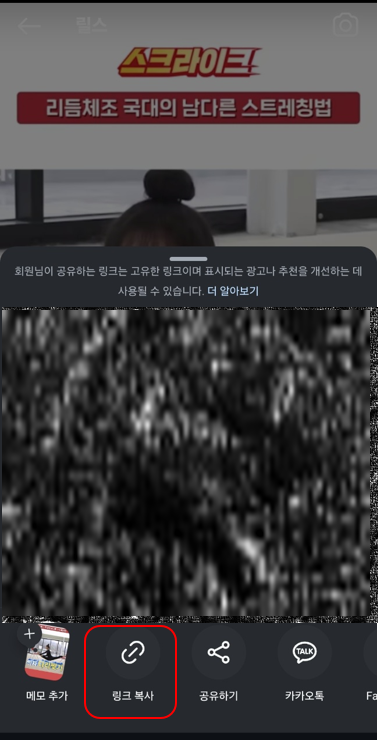 릴스
스크라이크!
리듬체조 국대의 남다른 스트레칭법
회원님이 공유하는 링크는 고유한 링크이며 표시되는 광고나 추천을 개선하는 데
사용될 수 있습니다. 더 알아보기
메모 추가
링크 복사
공유하기
TALK
카카오톡
Fa